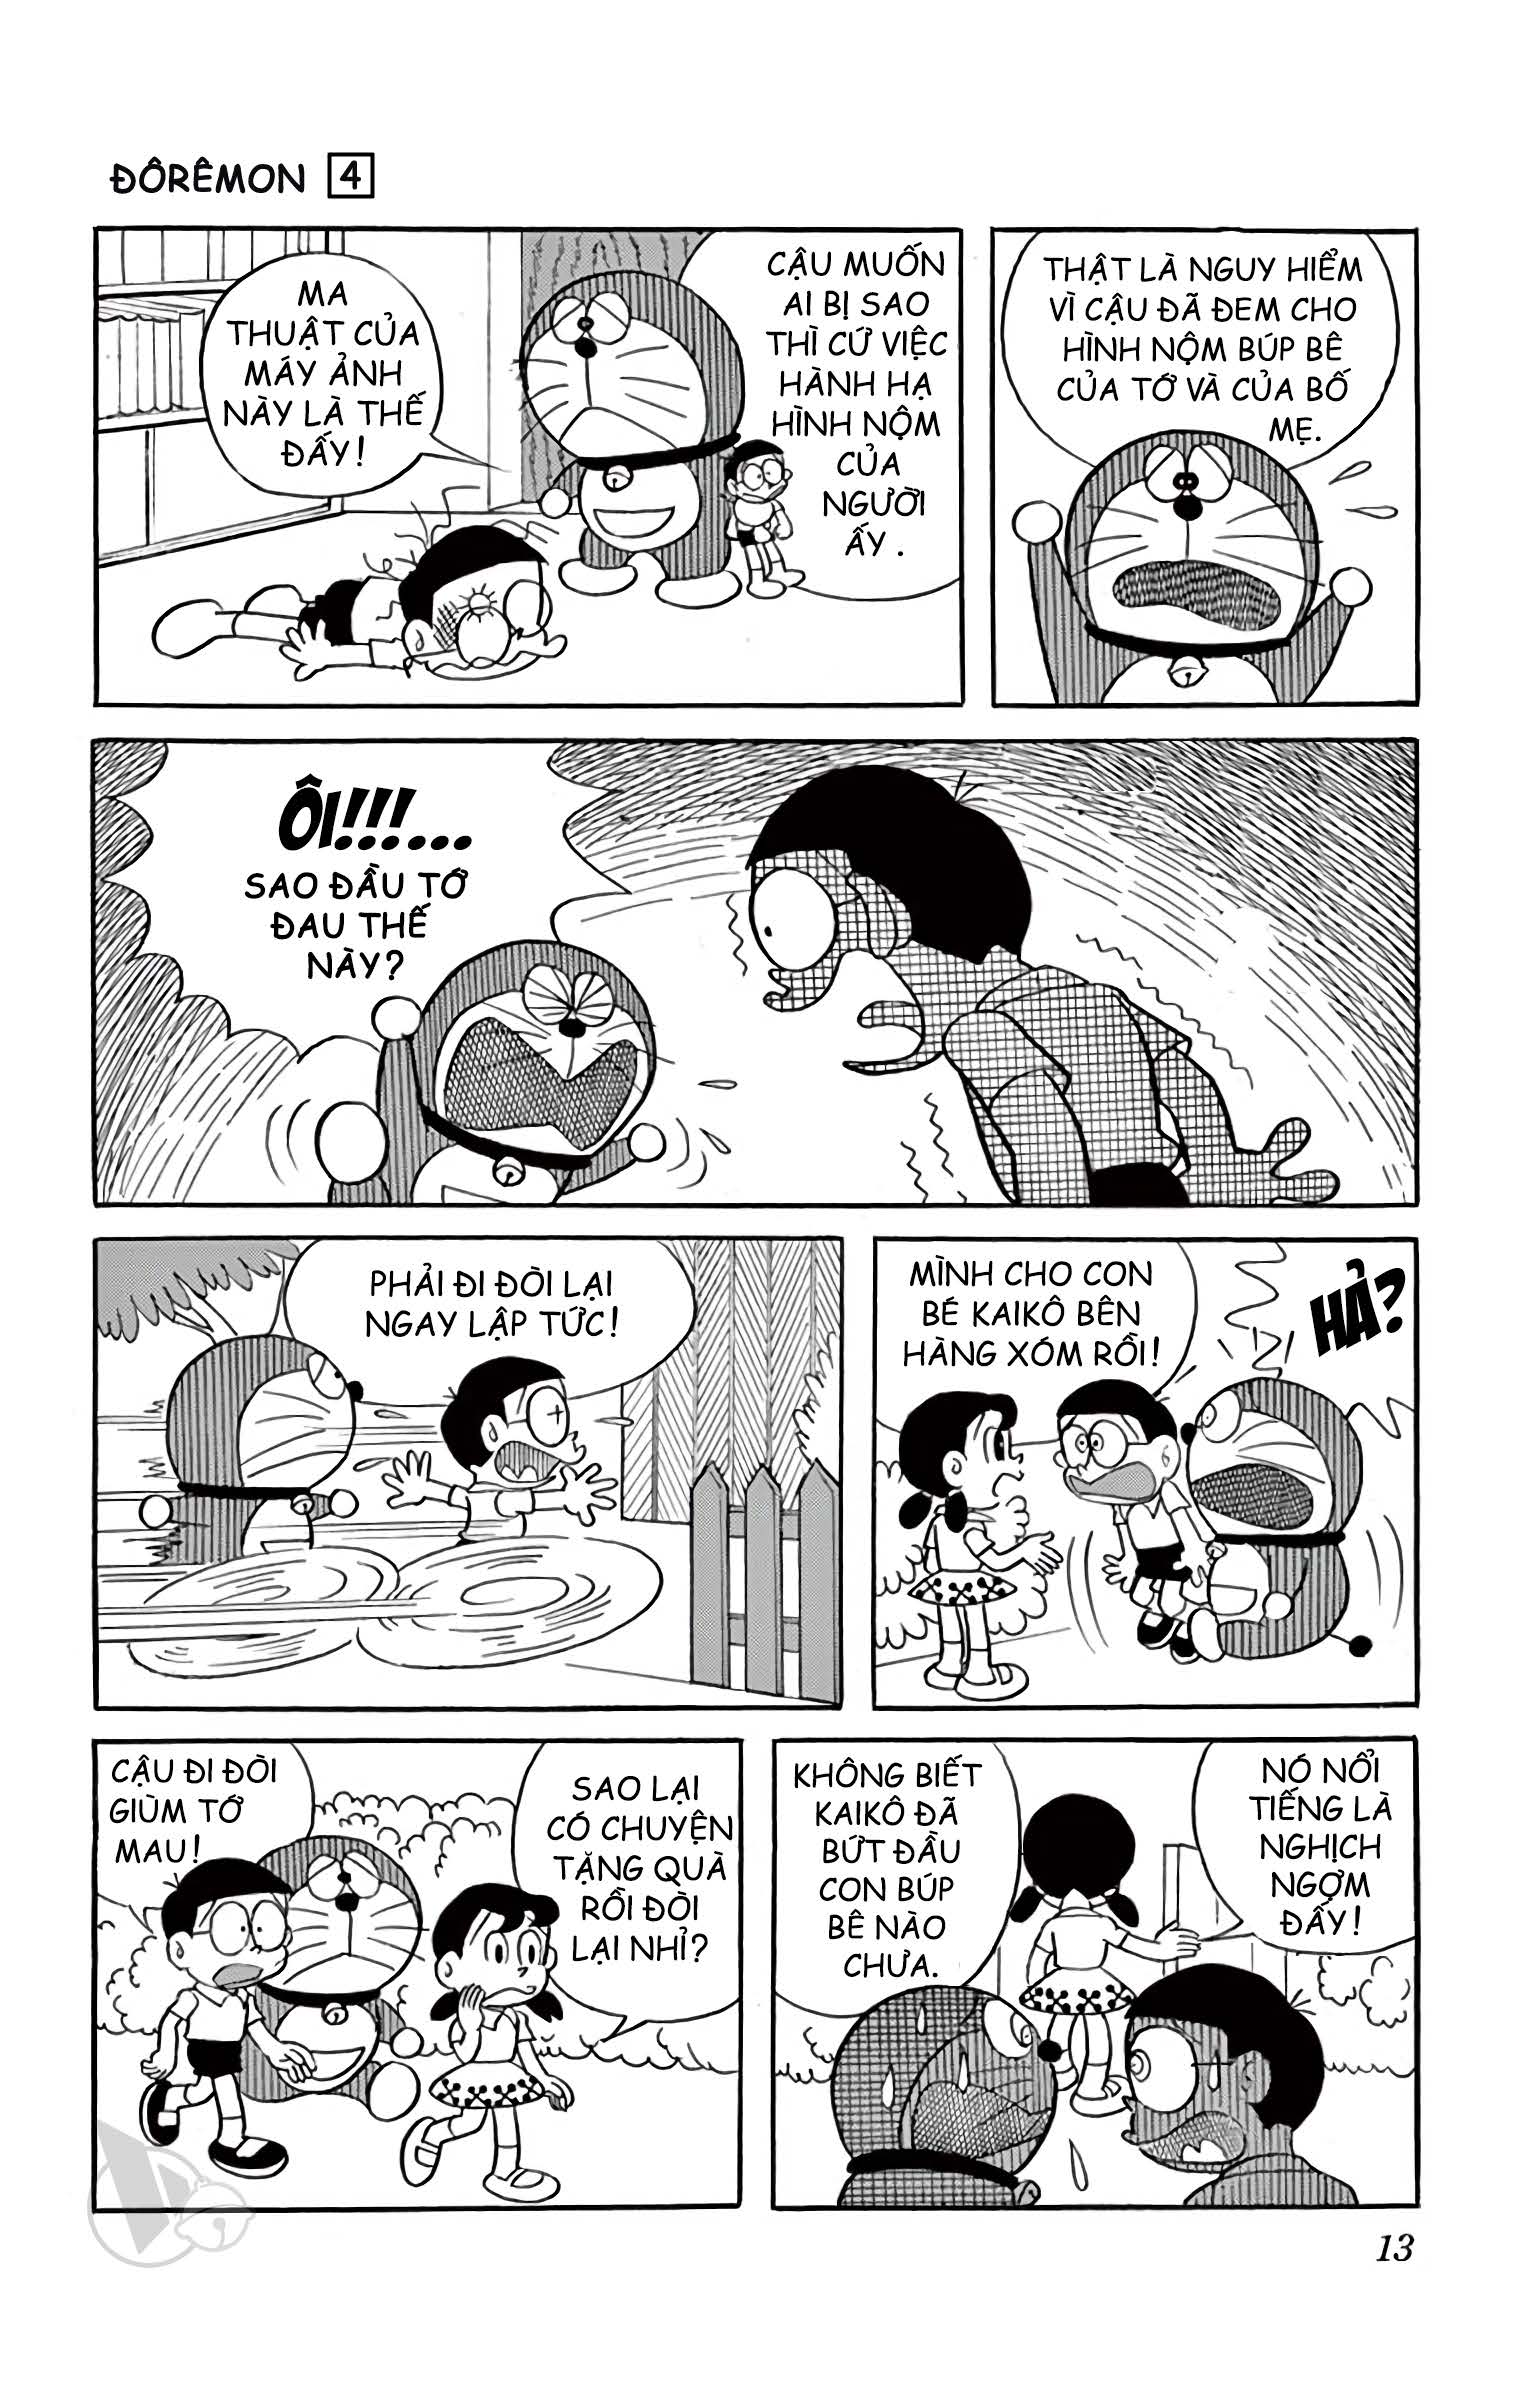 ĐÔRÊMON 4
MA
THUẬT CỦA
MÁY ẢNH
NÀY LÀ THẾ
ĐẤY!
CẬU MUỐN
AI BỊ SAO
THÌ CỨ VIỆC
HÀNH HẠ
HÌNH NỘM
CỦA
NGƯỜI
ẤY.
THẬT LÀ NGUY HIỂM
VÌ CẬU ĐÃ ĐEM CHO
HÌNH NỘM BÚP BÊ
CỦA TỚ VÀ CỦA BỐ
MẸ.
ÔI!!!...
SAO ĐẦU TỚ
ĐAU THẾ
NÀY?
PHẢI ĐI ĐÒI LẠI
NGAY LẬP TỨC!
MÌNH CHO CON
BÉ KAIKÔ BÊN
HÀNG XÓM RỒI!
HẢ?
CẬU ĐI ĐÒI
GIÙM TỚ
MAU!
SAO LẠI
CÓ CHUYỆN
TẶNG QUÀ
RỒI ĐÒI
LẠI NHỈ?
KHÔNG BIẾT
KAIKÔ ĐÃ
BỨT ĐẦU
CON BÚP
BÊ NÀO
CHƯA.
NÓ NỔI
TIẾNG LÀ
NGHỊCH
NGỢM
ĐẤY!
13